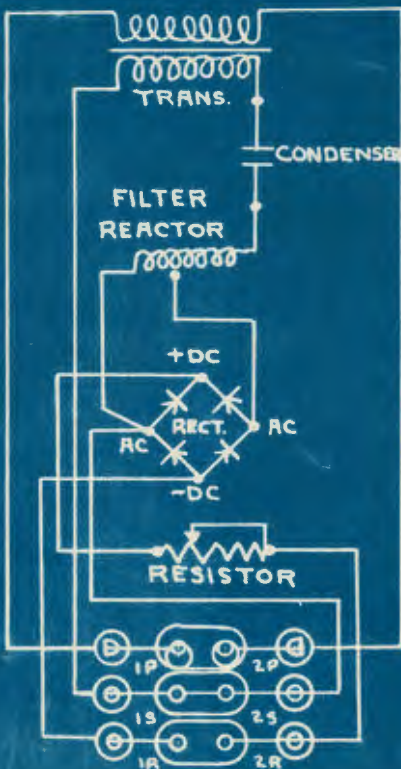 TRANS.
CONDENSER
FILTER
REACTOR
+DC
AC RECT. AC
-DC
RESISTOR
1P 2P
1S 2S
1R 2R